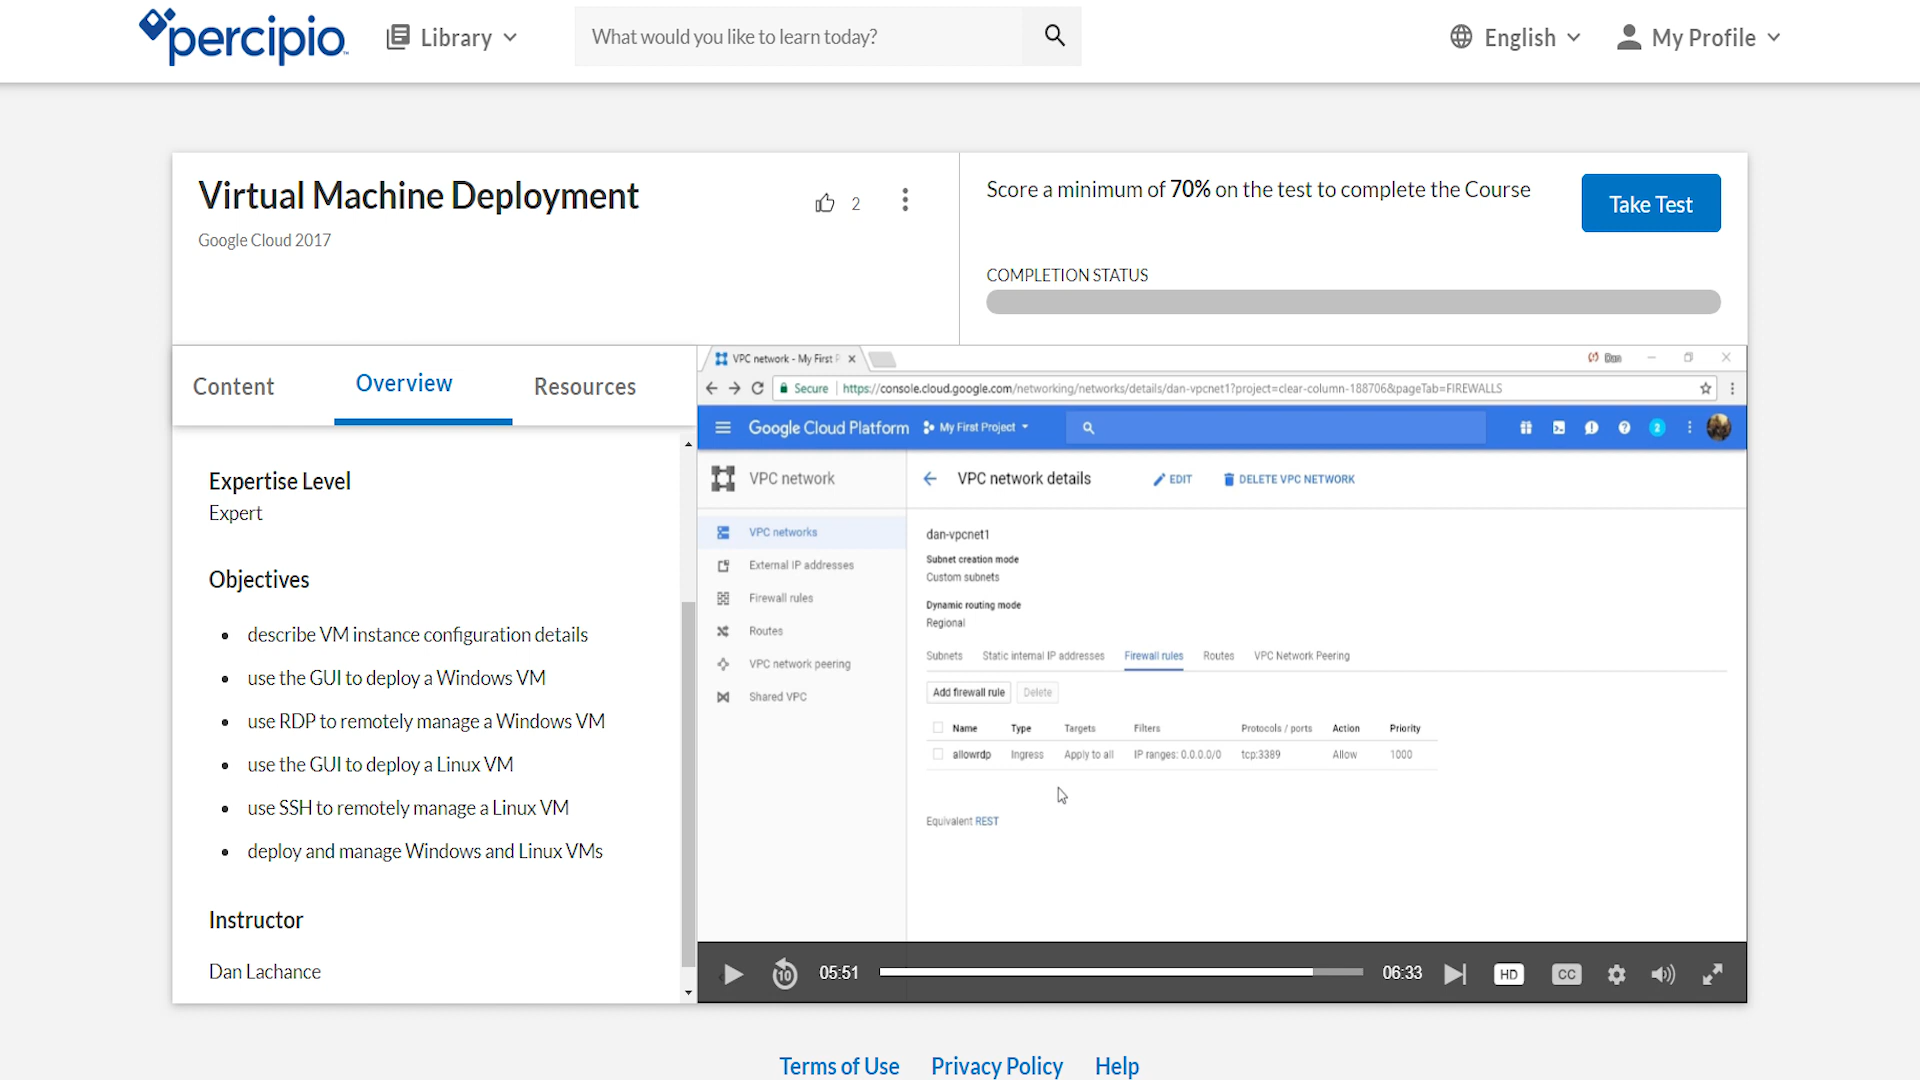 percipio
Library
What would you like to learn today?
English
My Profile
Virtual Machine Deployment
2
Google Cloud 2017
Score a minimum of 70% on the test to complete the Course
Take Test
COMPLETION STATUS
Content
Overview
Resources
Expertise Level
Expert
Objectives
• describe VM instance configuration details
• use the GUI to deploy a Windows VM
• use RDP to remotely manage a Windows VM
• use the GUI to deploy a Linux VM
• use SSH to remotely manage a Linux VM
• deploy and manage Windows and Linux VMs
Instructor
Dan Lachance
VPC network - My First P
Dan
Secure https://console.cloud.google.com/networking/networks/details/dan-vpcnet1?project=clear-column-188706&pageTab=FIREWALLS
Google Cloud Platform My First Project
2
VPC network
VPC network details
EDIT
DELETE VPC NETWORK
VPC networks
External IP addresses
Firewall rules
Routes
VPC network peering
Shared VPC
dan-vpcnet1
Subnet creation mode
Custom subnets
Dynamic routing mode
Regional
Subnets Static internal IP addresses Firewall rules Routes VPC Network Peering
Add firewall rule Delete
Name Type Targets Filters Protocols / ports Action Priority
allowrdp Ingress Apply to all IP ranges: 0.0.0.0/0 tcp:3389 Allow 1000
Equivalent REST
10 05:51 06:33 HD CC
Terms of Use Privacy Policy Help